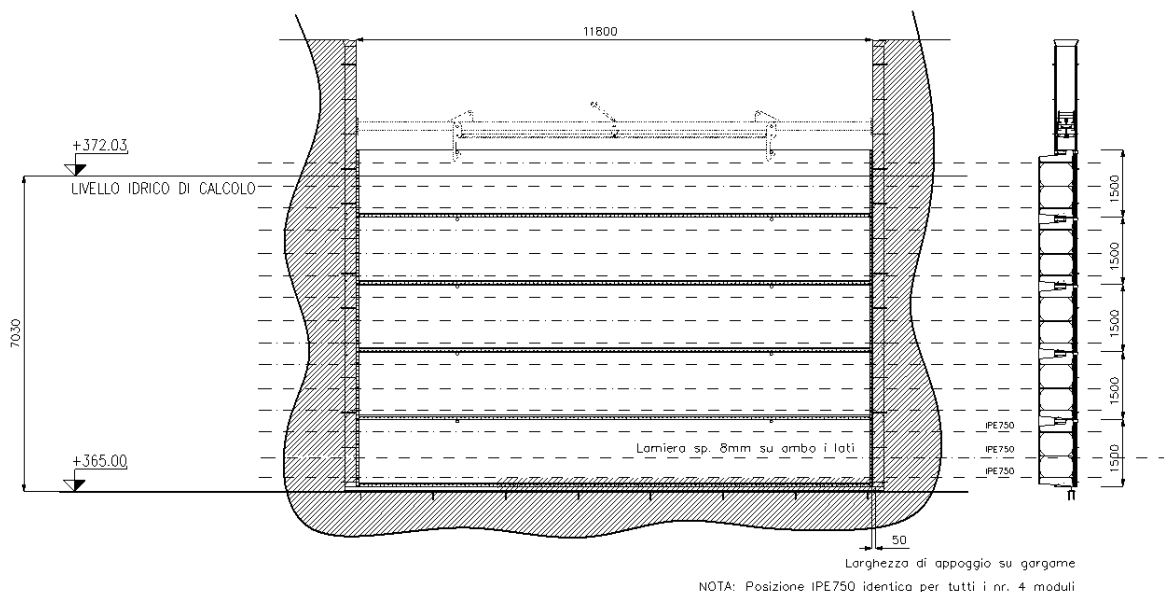 11800
+372.03
LIVELLO IDRICO DI CALCOLO
1500
1500
1500
1500
1500
7030
IPE750
IPE750
IPE750
Lamiera sp. 8mm su ambo i lati
+365.00
50
Larghezza di appoggio su gargame
NOTA: Posizione IPE750 identica per tutti i nr. 4 moduli